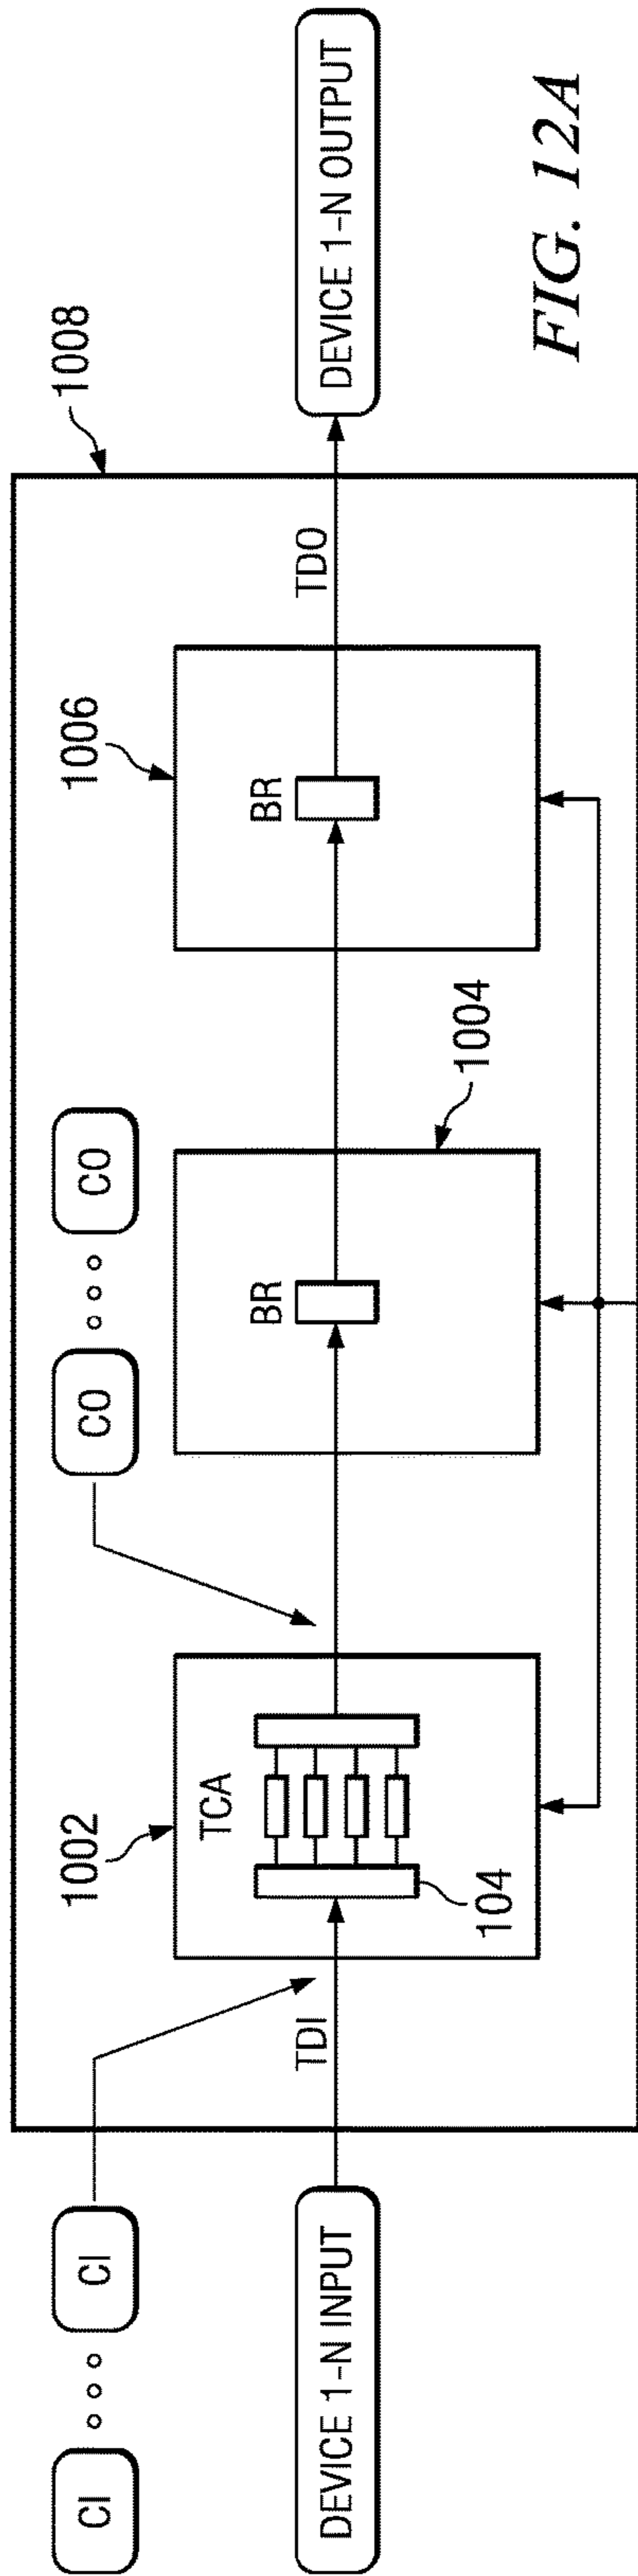 CI ∘∘∘ CI
CO ∘∘∘ CO
1008
1002
TCA
1006
BR
BR
DEVICE 1-N INPUT
TDI
TDO
DEVICE 1-N OUTPUT
104
1004
FIG. 12A